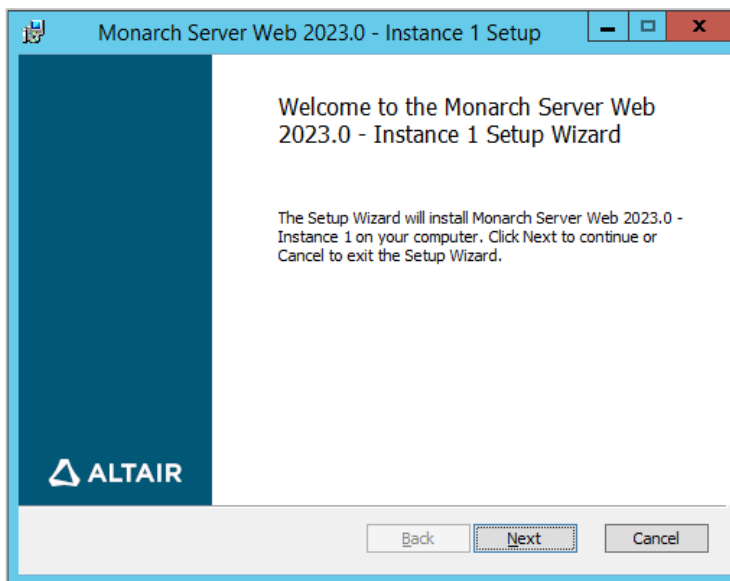 Monarch Server Web 2023.0 - Instance 1 Setup
Welcome to the Monarch Server Web
2023.0 - Instance 1 Setup Wizard
The Setup Wizard will install Monarch Server Web 2023.0 -
Instance 1 on your computer. Click Next to continue or
Cancel to exit the Setup Wizard.
ALTAIR
Back Next Cancel